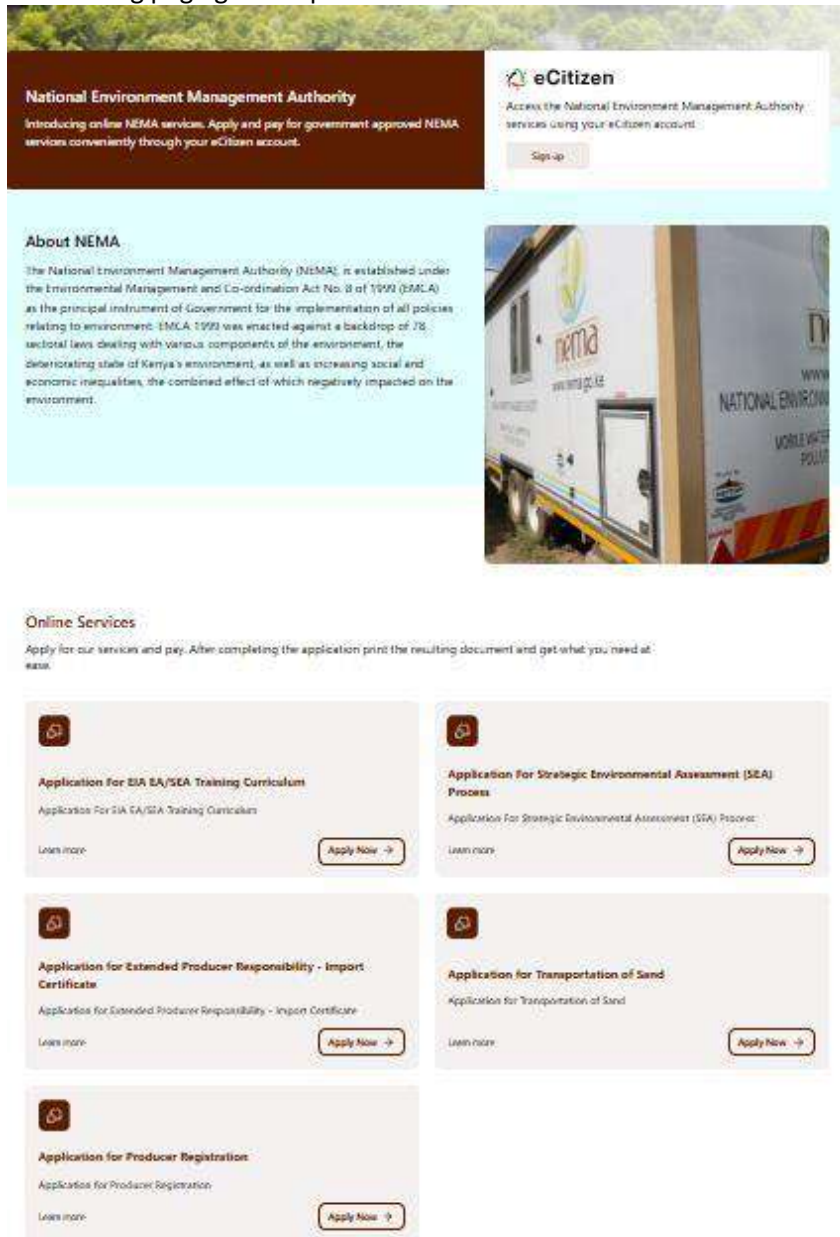 National Environment Management Authority
Introducing online NEMA services. Apply and pay for government approved NEMA
services conveniently through your eCitizen account.
eCitizen
Access the National Environment Management Authority
services using your eCitizen account
Sign up
About NEMA
The National Environment Management Authority (NEMA), is established under
the Environmental Management and Co-ordination Act No. 8 of 1999 (EMCA)
as the principal instrument of Government for the implementation of all policies
relating to environment. EMCA 1999 was enacted against a backdrop of 78
sectoral laws dealing with various components of the environment, the
deteriorating state of Kenya's environment, as well as increasing social and
economic inequalities, the combined effect of which negatively impacted on the
environment.
nema
www.nema.go.ke
n
www
NATIONAL ENVIRONM
MOBILE WATER
POLLU
Online Services
Apply for our services and pay. After completing the application print the resulting document and get what you need at
ease.
Application For EIA EA/SEA Training Curriculum
Application For EIA EA/SEA Training Curriculum
Learn more
Apply Now →
Application For Strategic Environmental Assessment (SEA)
Process
Application For Strategic Environmental Assessment (SEA) Process
Learn more
Apply Now →
Application for Extended Producer Responsibility - Import
Certificate
Application for Extended Producer Responsibility - Import Certificate
Learn more
Apply Now →
Application for Transportation of Sand
Application for Transportation of Sand
Learn more
Apply Now →
Application for Producer Registration
Application for Producer Registration
Learn more
Apply Now →